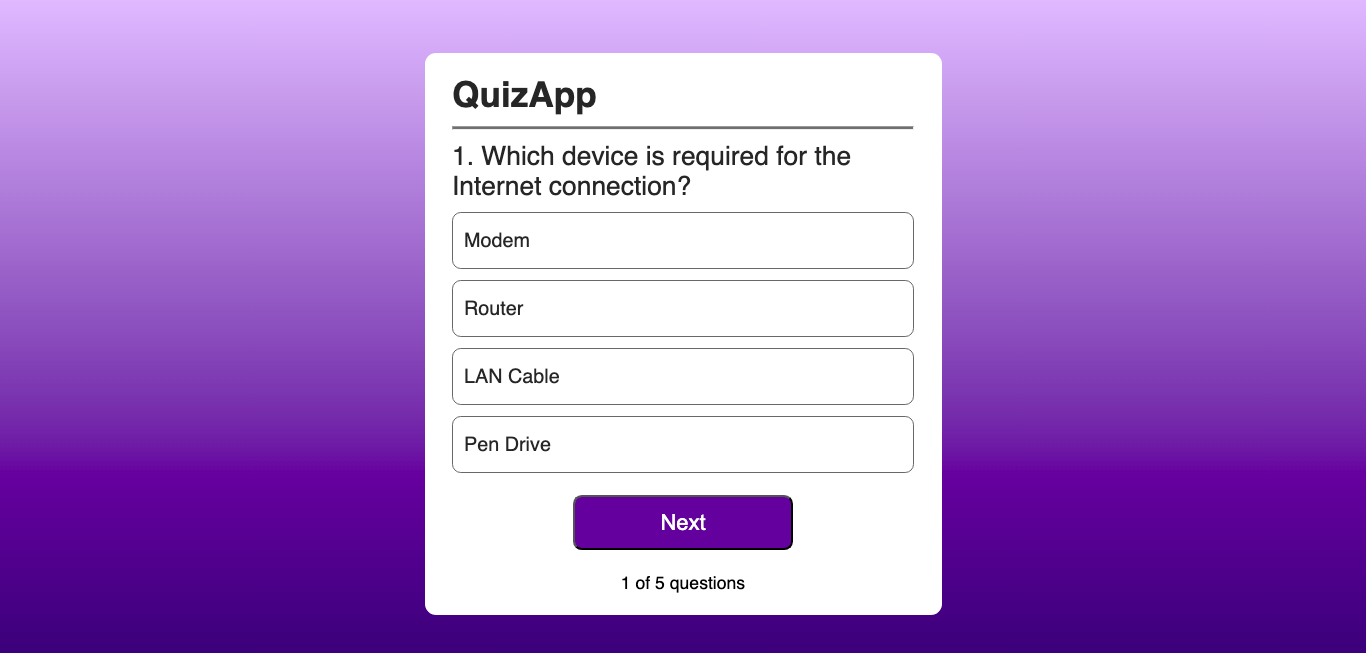 QuizApp
1. Which device is required for the
Internet connection?
Modem
Router
LAN Cable
Pen Drive
Next
1 of 5 questions